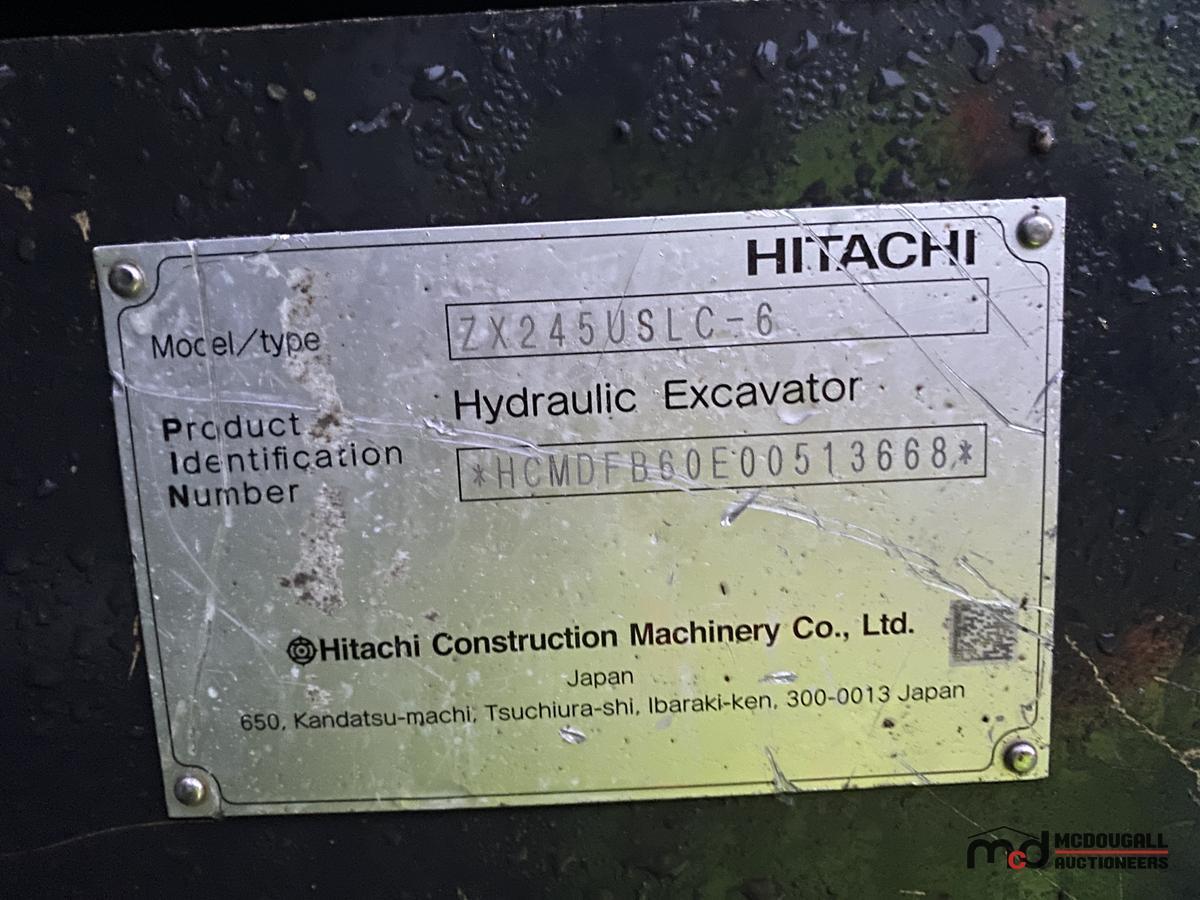 HITACHI
Model/type ZX245USLC-6
Hydraulic Excavator
Product
Identification
Number
*HCMDFB60E00513668*
Hitachi Construction Machinery Co., Ltd.
Japan
650, Kandatsu-machi, Tsuchiura-shi, Ibaraki-ken, 300-0013 Japan
mcd MCDOUGALL
AUCTIONEERS